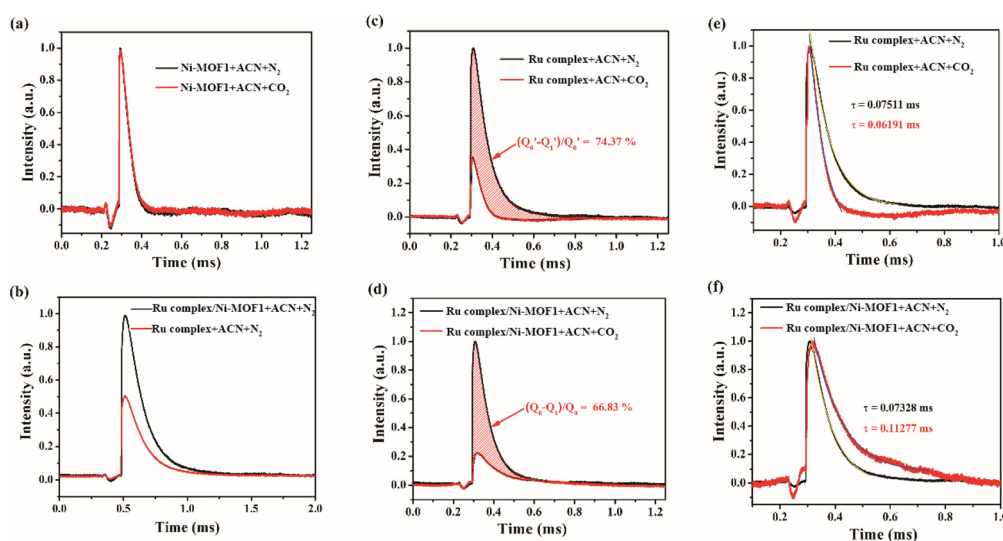 (a)
Ni-MOF1+ACN+N2
Ni-MOF1+ACN+CO2
Intensity (a.u.)
1.0
0.8
0.6
0.4
0.2
0.0
0.0 0.2 0.4 0.6 0.8 1.0 1.2
Time (ms)
(c)
Ru complex+ACN+N2
Ru complex+ACN+CO2
(Q0'-Q1')/Q0' = 74.37 %
Intensity (a.u.)
1.2
1.0
0.8
0.6
0.4
0.2
0.0
0.0 0.2 0.4 0.6 0.8 1.0 1.2
Time (ms)
(e)
Ru complex+ACN+N2
Ru complex+ACN+CO2
τ = 0.07511 ms
τ = 0.06191 ms
Intensity (a.u.)
1.0
0.8
0.6
0.4
0.2
0.0
0.2 0.4 0.6 0.8 1.0
Time (ms)
(b)
Ru complex/Ni-MOF1+ACN+N2
Ru complex+ACN+N2
Intensity (a.u.)
1.0
0.8
0.6
0.4
0.2
0.0
0.0 0.5 1.0 1.5 2.0
Time (ms)
(d)
Ru complex/Ni-MOF1+ACN+N2
Ru complex/Ni-MOF1+ACN+CO2
(Q0-Q1)/Q0 = 66.83 %
Intensity (a.u.)
1.2
1.0
0.8
0.6
0.4
0.2
0.0
0.0 0.2 0.4 0.6 0.8 1.0 1.2
Time (ms)
(f)
Ru complex/Ni-MOF1+ACN+N2
Ru complex/Ni-MOF1+ACN+CO2
τ = 0.07328 ms
τ = 0.11277 ms
Intensity (a.u.)
1.2
1.0
0.8
0.6
0.4
0.2
0.0
0.2 0.4 0.6 0.8 1.0
Time (ms)